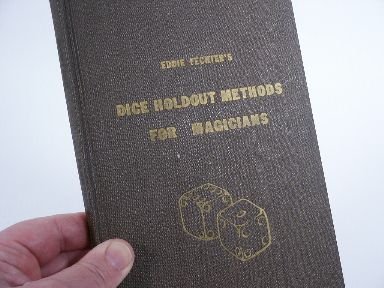 EDDIE FECHTER'S
DICE HOLDOUT METHODS
FOR MAGICIANS